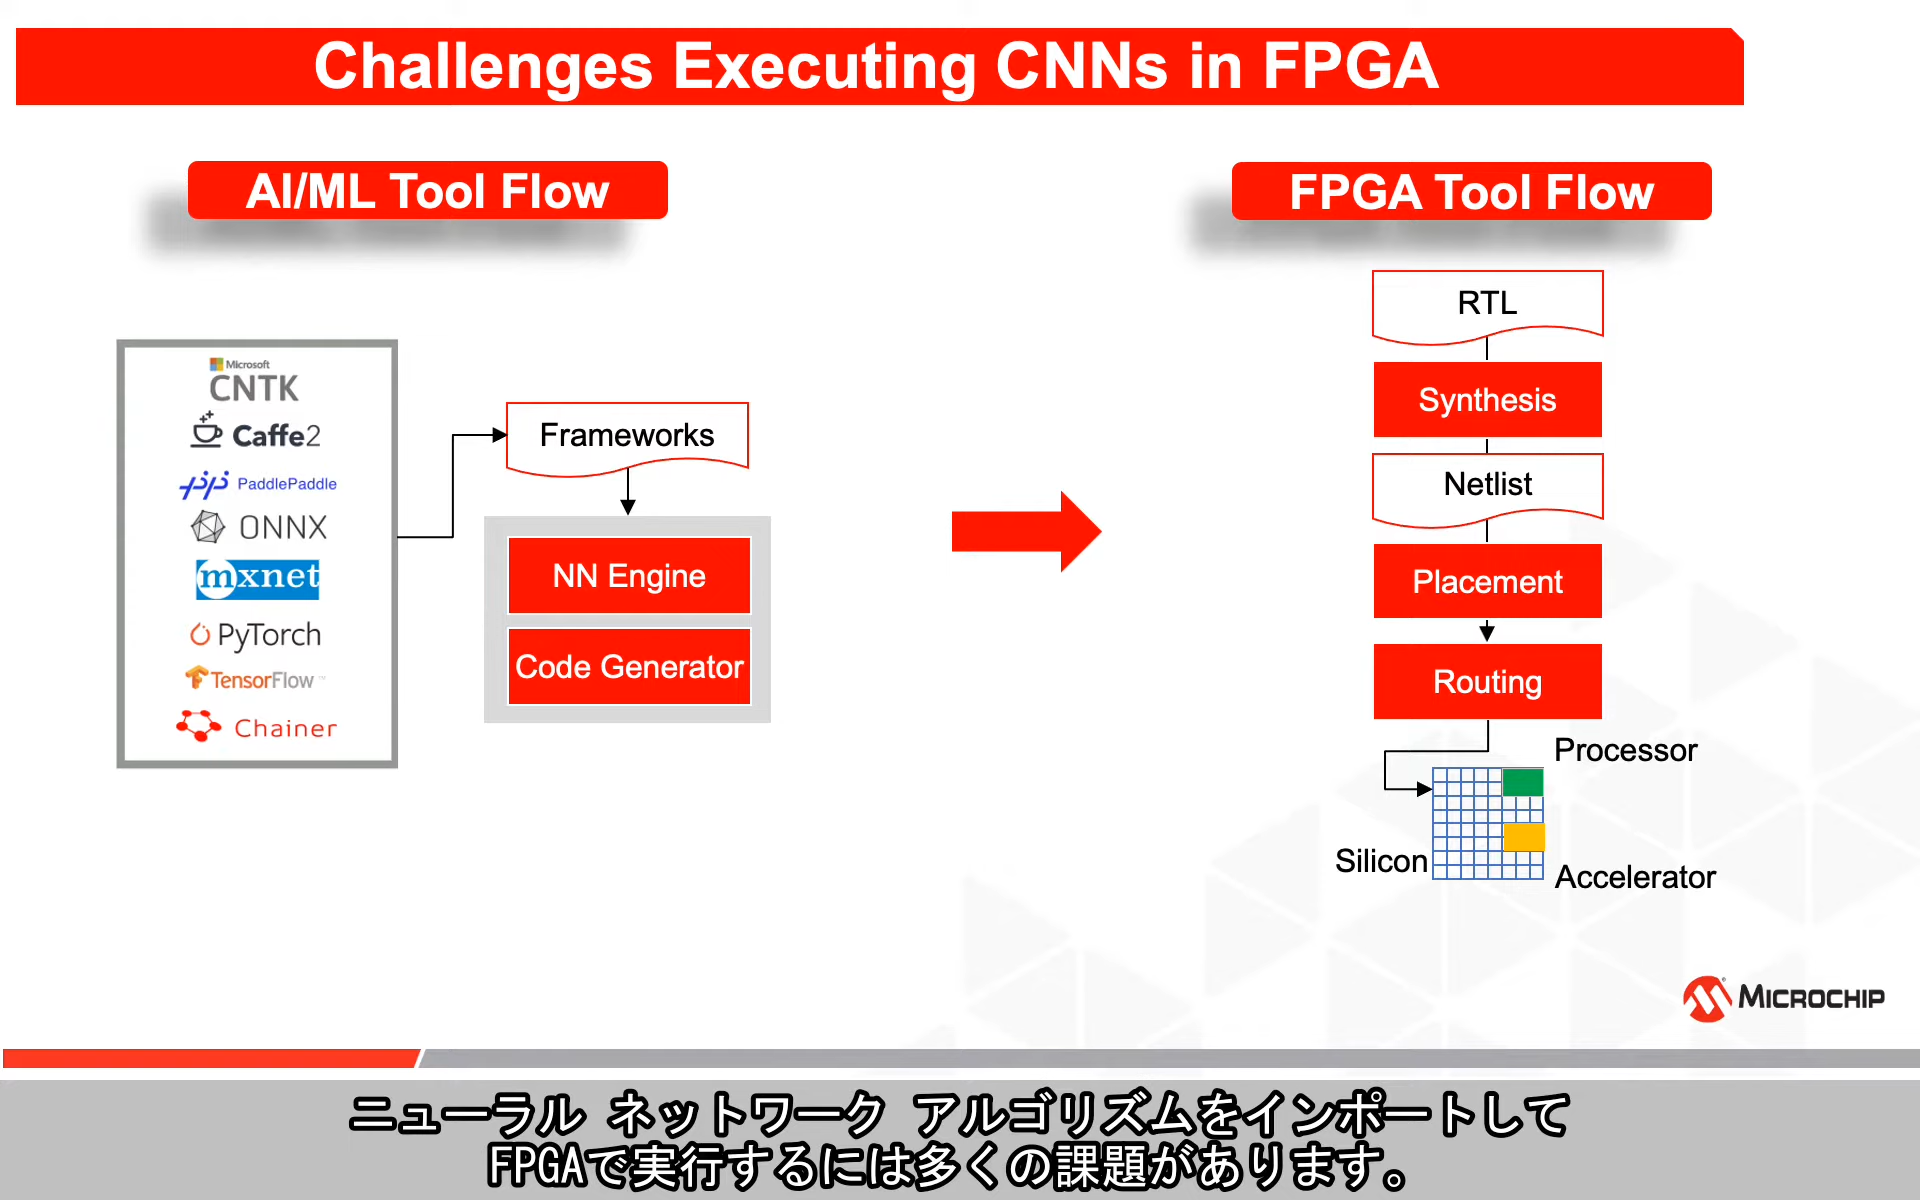 Challenges Executing CNNs in FPGA
AI/ML Tool Flow
Microsoft
CNTK
Caffe2
PaddlePaddle
ONNX
mxnet
PyTorch
TensorFlow™
Chainer
Frameworks
NN Engine
Code Generator
FPGA Tool Flow
RTL
Synthesis
Netlist
Placement
Routing
Processor
Silicon
Accelerator
MICROCHIP
ニューラル ネットワーク アルゴリズムをインポートして
FPGAで実行するには多くの課題があります。